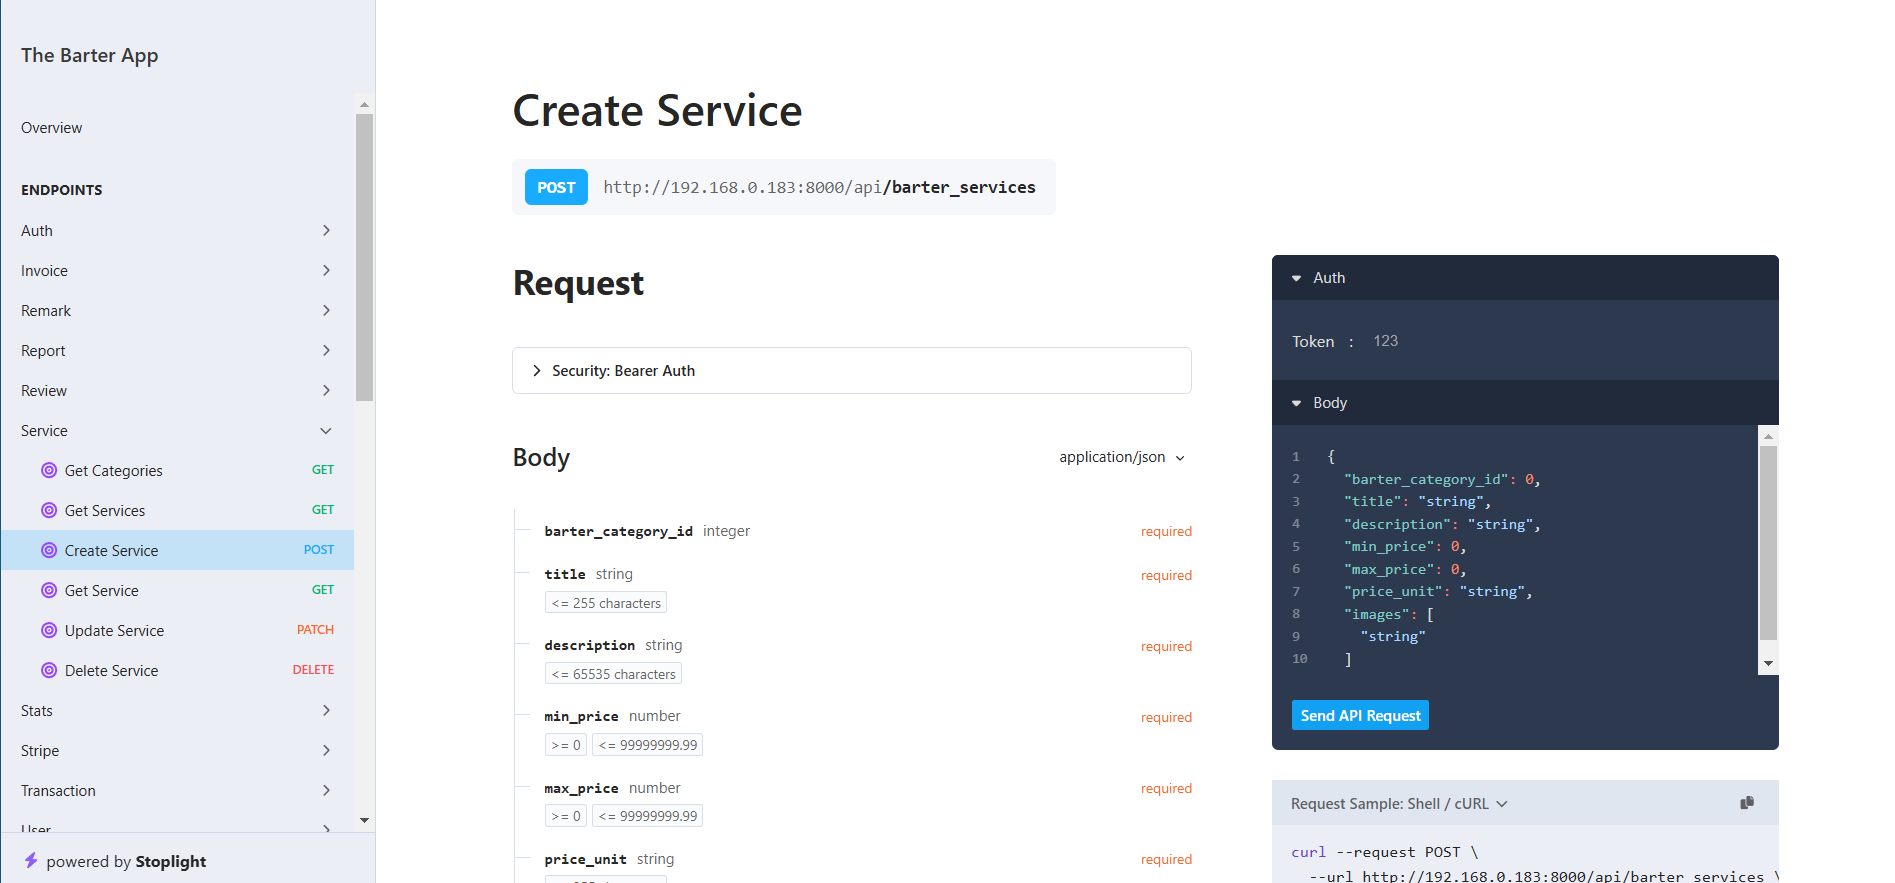 The Barter App
Overview
ENDPOINTS
Auth
Invoice
Remark
Report
Review
Service
Get Categories GET
Get Services GET
Create Service POST
Get Service GET
Update Service PATCH
Delete Service DELETE
Stats
Stripe
Transaction
User
powered by Stoplight
Create Service
POST http://192.168.0.183:8000/api/barter_services
Request
Security: Bearer Auth
Body application/json
barter_category_id integer required
title string required
<= 255 characters
description string required
<= 65535 characters
min_price number required
>= 0 <= 99999999.99
max_price number required
>= 0 <= 99999999.99
price_unit string required
Auth
Token : 123
Body
1 {
2 "barter_category_id": 0,
3 "title": "string",
4 "description": "string",
5 "min_price": 0,
6 "max_price": 0,
7 "price_unit": "string",
8 "images": [
9 "string"
10 ]
Send API Request
Request Sample: Shell / cURL
curl --request POST \
--url http://192.168.0.183:8000/api/barter_services \